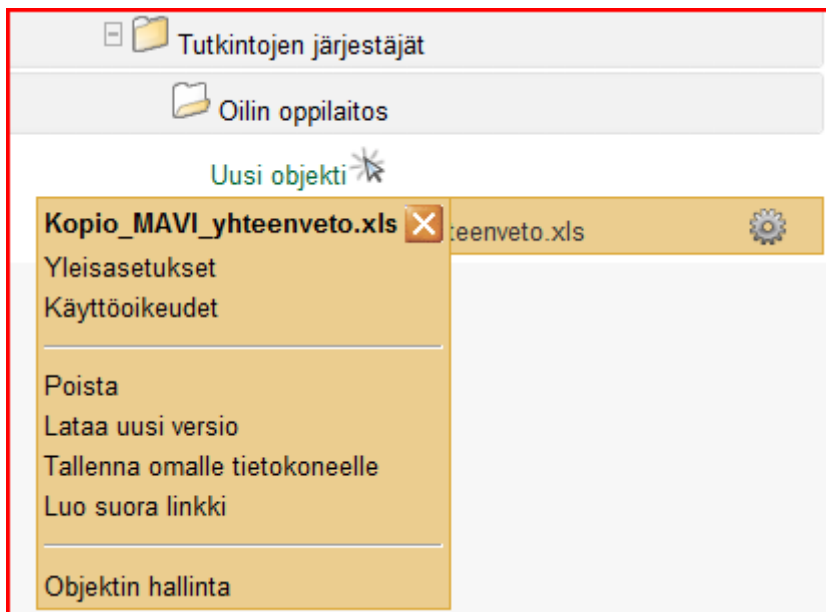 Tutkintojen järjestäjät
Oilin oppilaitos
Uusi objekti
Kopio_MAVI_yhteenveto.xls
teenveto.xls
Yleisasetukset
Käyttöoikeudet
Poista
Lataa uusi versio
Tallenna omalle tietokoneelle
Luo suora linkki
Objektin hallinta